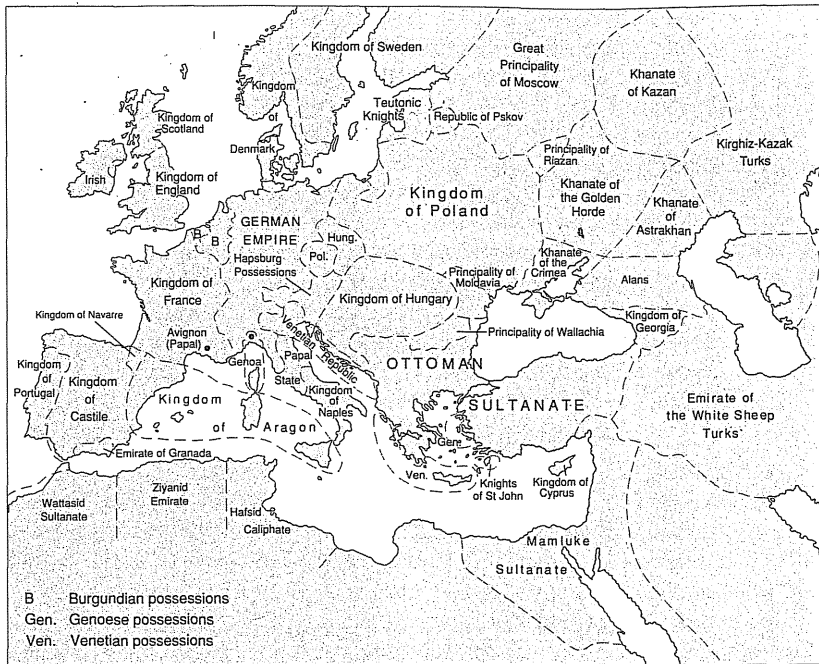 Kingdom of Sweden
Great
Principality
of Moscow
Khanate
of Kazan
Kingdom
of
Denmark
Teutonic
Knights
Republic of Pskov
Kingdom of
Scotland
Irish
Kingdom of
England
Principality of
Riazan
Kirghiz-Kazak
Turks
Kingdom
of Poland
Khanate of
the Golden
Horde
Khanate
of
Astrakhan
B
B
GERMAN
EMPIRE
Hung.
Pol.
Hapsburg
Possessions
Khanate
of the
Crimea
Alans
Kingdom of
France
Kingdom of Hungary
Principality of
Moldavia
Kingdom of
Georgia
Kingdom of Navarre
Avignon
(Papal)
Venetian
Republic
Principality of Wallachia
Genoa
Papal
State
OTTOMAN
SULTANATE
Kingdom
of
Portugal
Kingdom
of
Castile
Kingdom
of Aragon
Kingdom
of
Naples
Emirate of
the White Sheep
Turks
Gen.
Emirate of Granada
Ven.
Knights
of St John
Kingdom of
Cyprus
Wattasid
Sultanate
Ziyanid
Emirate
Hafsid
Caliphate
Mamluke
Sultanate
B Burgundian possessions
Gen. Genoese possessions
Ven. Venetian possessions